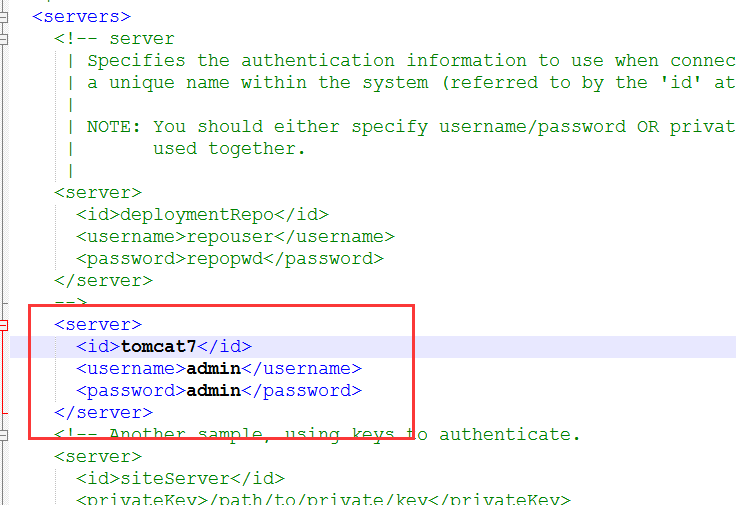 <servers>
<!-- server
| Specifies the authentication information to use when connec
| a unique name within the system (referred to by the 'id' at
|
| NOTE: You should either specify username/password OR privat
| used together.
|
<server>
<id>deploymentRepo</id>
<username>repouser</username>
<password>repopwd</password>
</server>
-->
<server>
<id>tomcat7</id>
<username>admin</username>
<password>admin</password>
</server>
<!-- Another sample, using keys to authenticate.
<server>
<id>siteServer</id>
<privateKey>/path/to/private/key</privateKey>